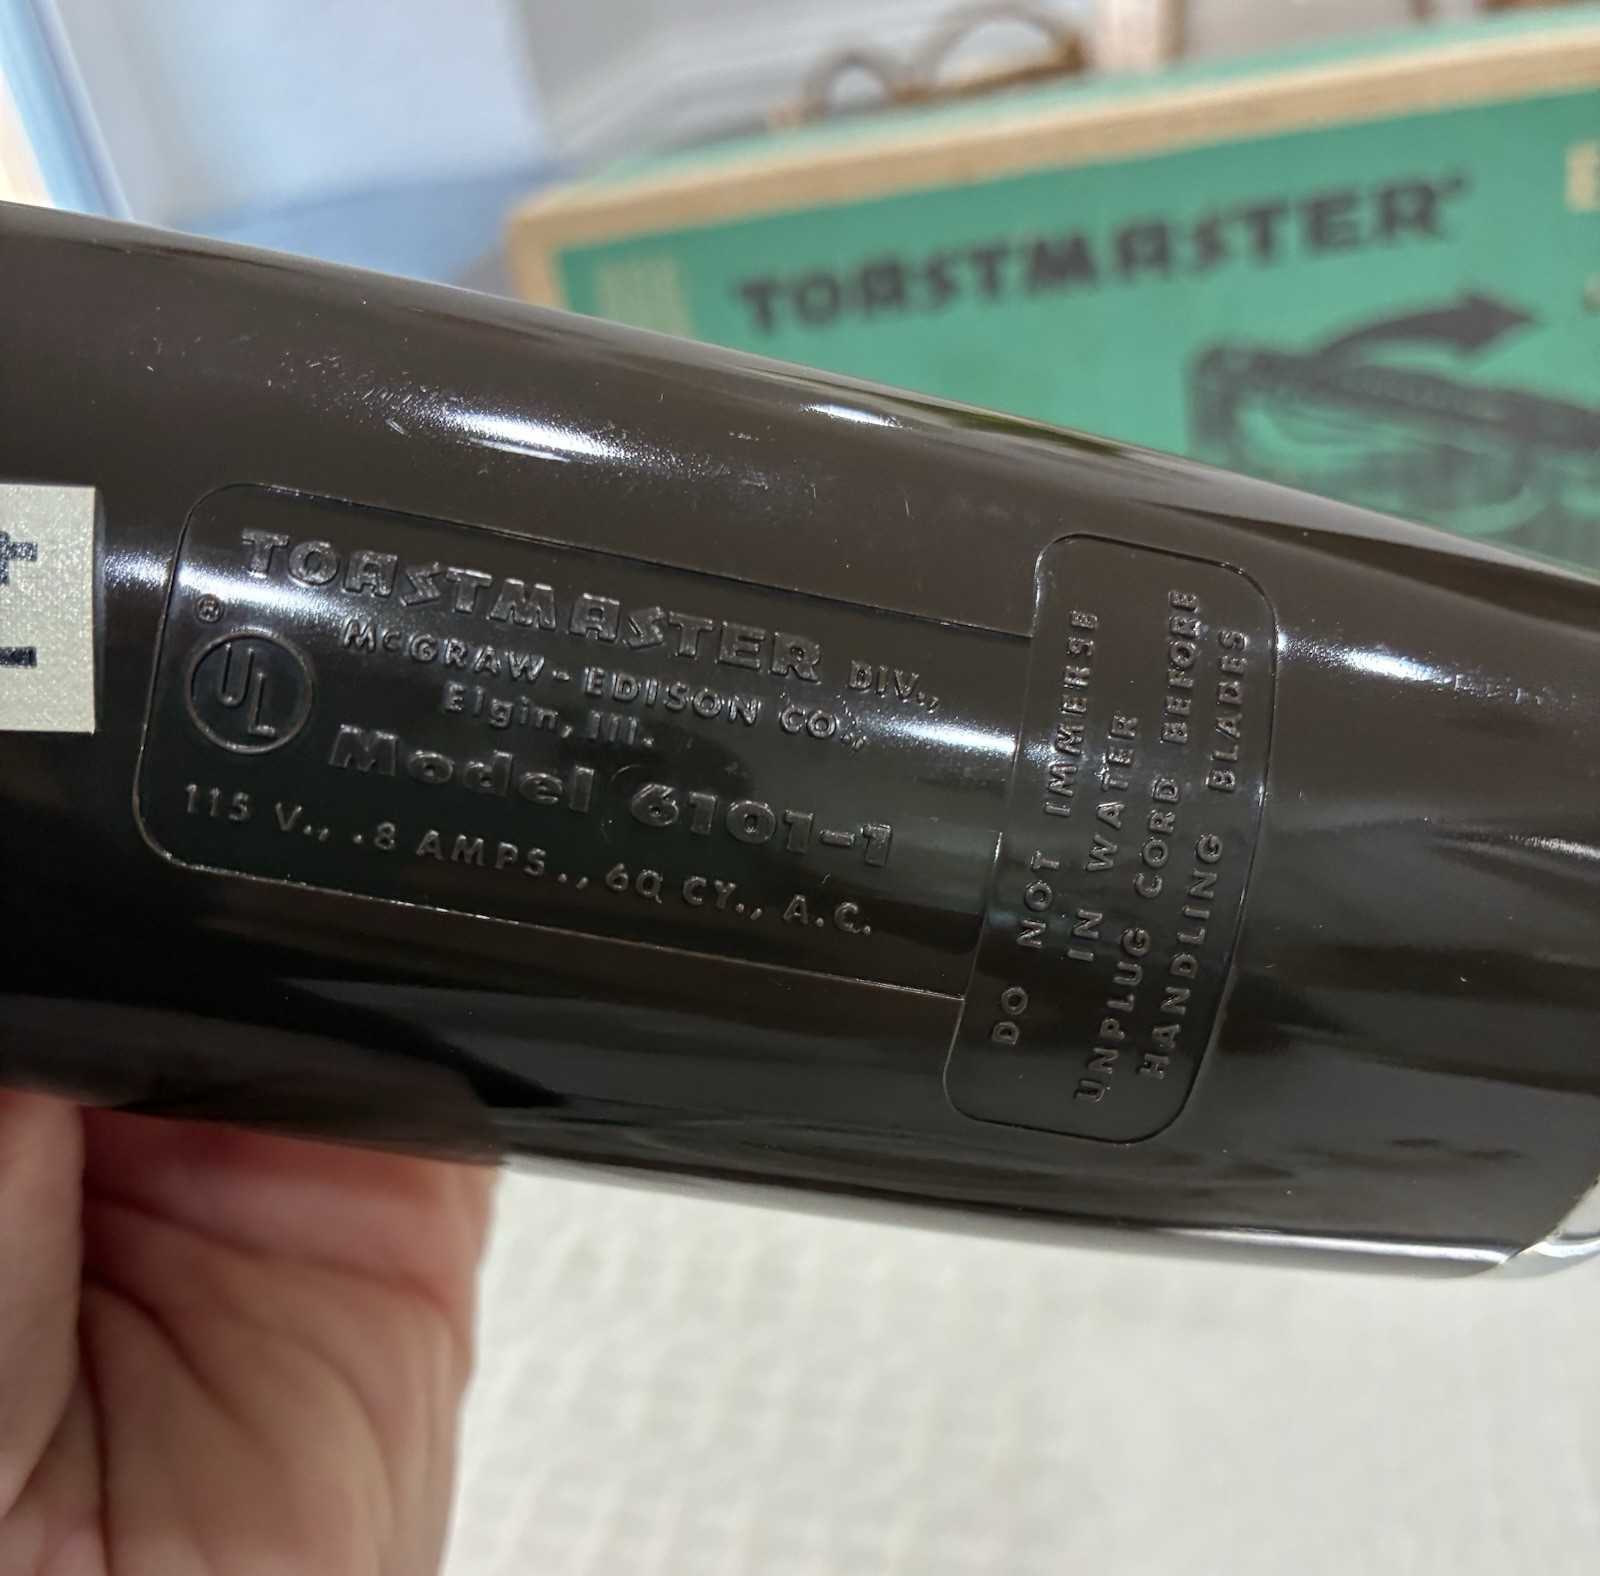 TOASTMASTER
TOASTMASTER DIV.,
McGRAW-EDISON CO.,
Elgin, Ill.
Model 6101-1
115 V., .8 AMPS., 60 CY., A.C.
®
UL
DO NOT IMMERSE
IN WATER
UNPLUG CORD BEFORE
HANDLING BLADES